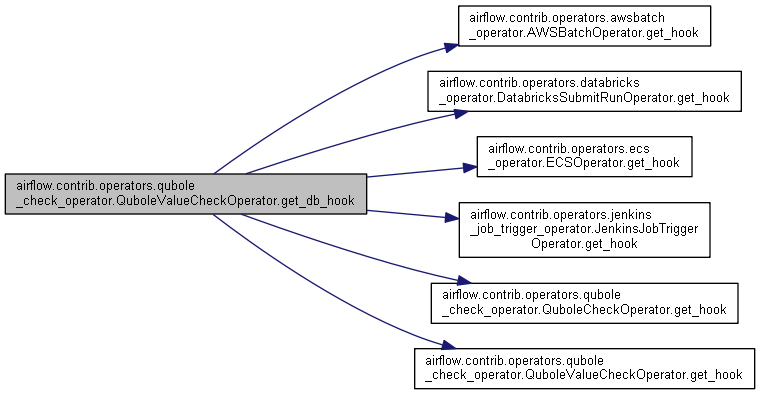 airflow.contrib.operators.awsbatch
_operator.AWSBatchOperator.get_hook
airflow.contrib.operators.databricks
_operator.DatabricksSubmitRunOperator.get_hook
airflow.contrib.operators.ecs
_operator.ECSOperator.get_hook
airflow.contrib.operators.qubole
_check_operator.QuboleValueCheckOperator.get_db_hook
airflow.contrib.operators.jenkins
_job_trigger_operator.JenkinsJobTrigger
Operator.get_hook
airflow.contrib.operators.qubole
_check_operator.QuboleCheckOperator.get_hook
airflow.contrib.operators.qubole
_check_operator.QuboleValueCheckOperator.get_hook